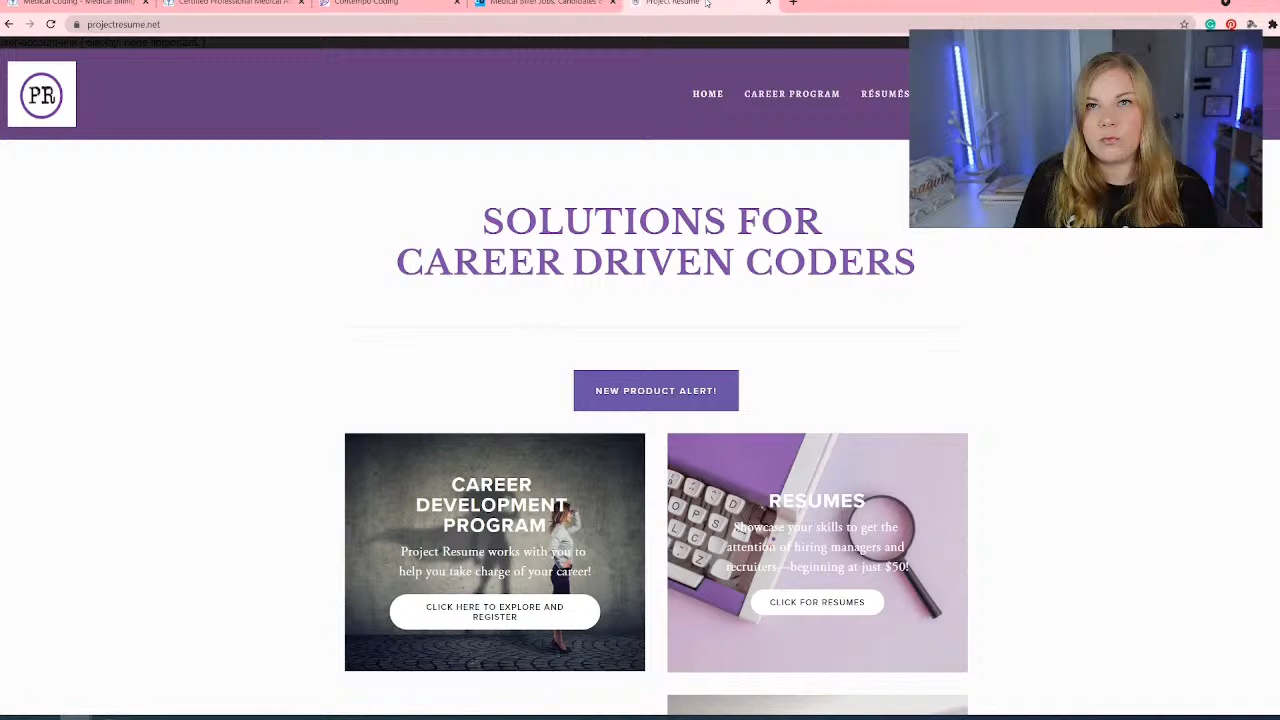 Medical Coding - Medical Billing
Certified Professional Medical A
Contempo Coding
Medical Biller Jobs, Candidates
Project Resume
projectresume.net
PR
HOME
CAREER PROGRAM
RÉSUMÉS
imagine
SOLUTIONS FOR
CAREER DRIVEN CODERS
NEW PRODUCT ALERT!
CAREER
DEVELOPMENT
PROGRAM
Project Resume works with you to
help you take charge of your career!
CLICK HERE TO EXPLORE AND
REGISTER
RESUMES
Showcase your skills to get the
attention of hiring managers and
recruiters—beginning at just $50!
CLICK FOR RESUMES